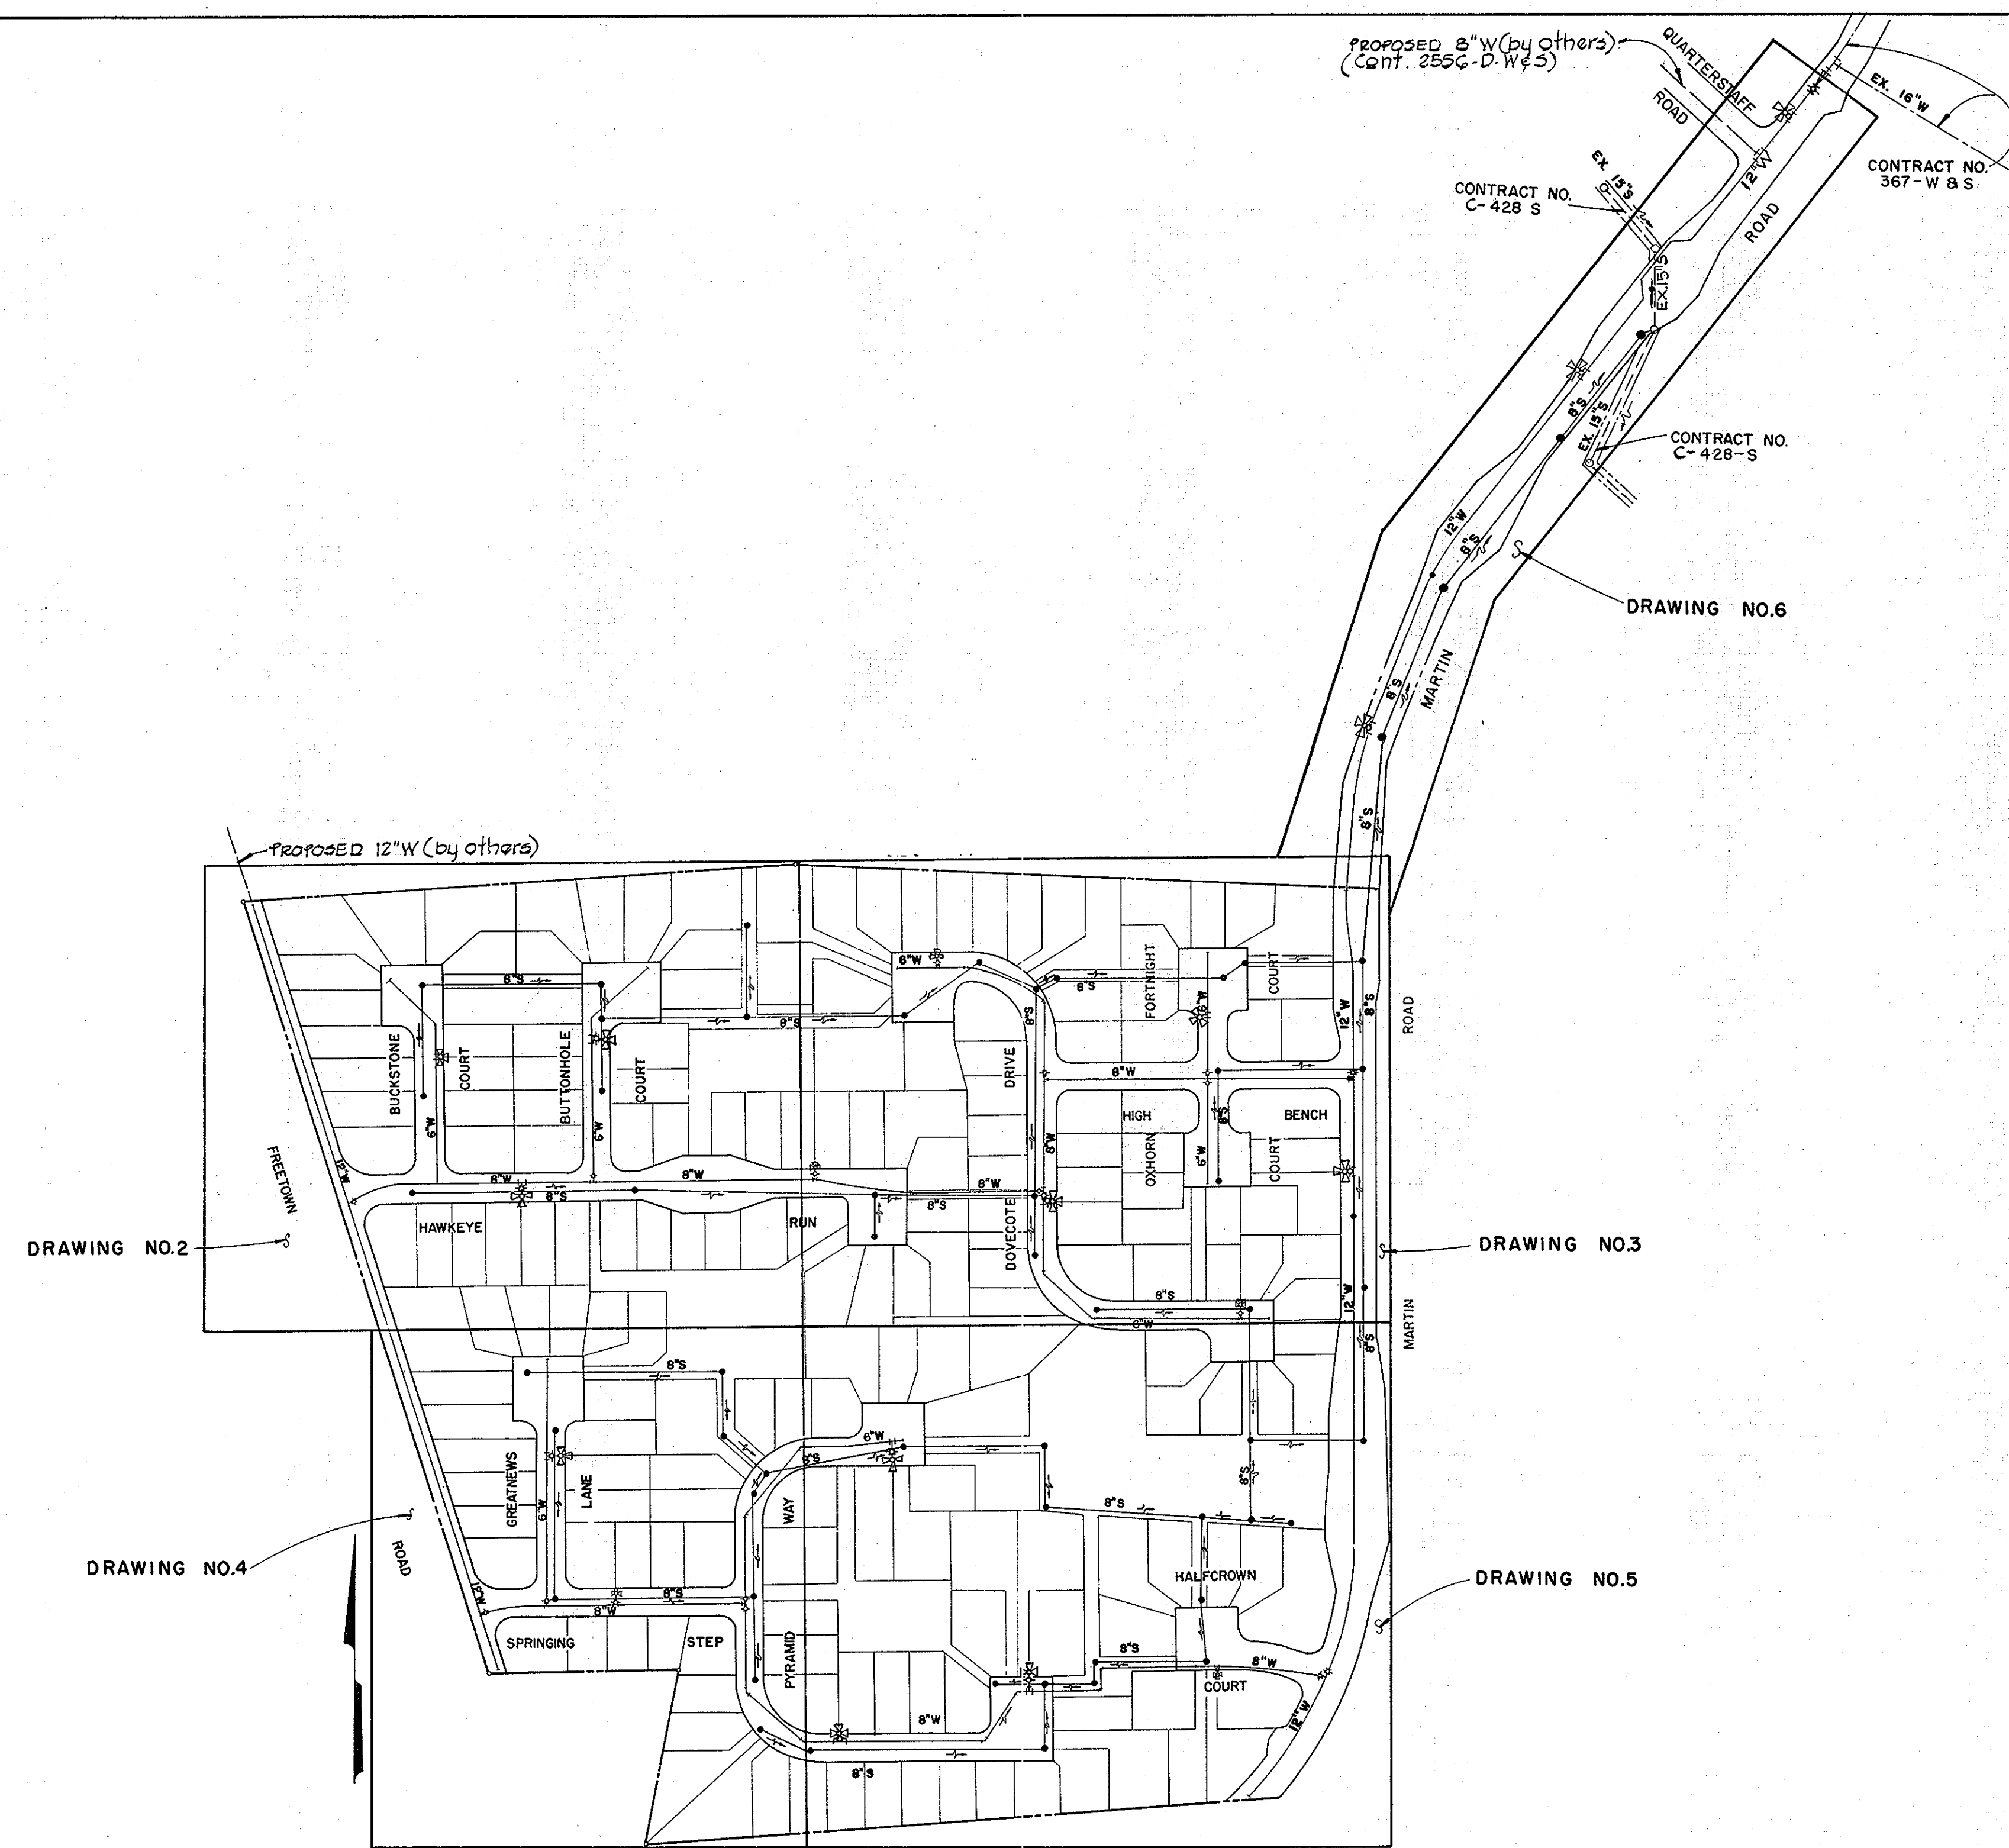 PROPOSED 8"W (by others)
(Cont. 2556-D-W&S)
QUARTERSTAFF
ROAD
EX. 16"W
CONTRACT NO.
367-W & S
12"W
ROAD
EX. 15"S
CONTRACT NO.
C-428 S
EX.15"S
8"S
EX. 15"S
CONTRACT NO.
C-428-S
12"W
8"S
DRAWING NO.6
MARTIN
8"S
8"S
PROPOSED 12"W (by others)
6"W
8"S
8"S
8"S
FORTNIGHT
6"W
COURT
12"W
8"S
ROAD
BUCKSTONE
COURT
BUTTONHOLE
COURT
8"S
DRIVE
8"W
HIGH
BENCH
6"W
6"W
8"W
8"S
OXHORN
6"W
COURT
FREETOWN
12"W
8"W
8"S
8"W
8"W
8"S
HAWKEYE
RUN
DOVECOTE
DRAWING NO.2
DRAWING NO.3
8"S
6"W
12"W
MARTIN
8"S
8"S
6"W
8"S
GREATNEWS
LANE
6"W
WAY
8"S
8"S
DRAWING NO.4
ROAD
12"W
8"S
8"W
HALFCROWN
DRAWING NO.5
SPRINGING
STEP
PYRAMID
8"S
8"W
COURT
8"W
12"W
8"S